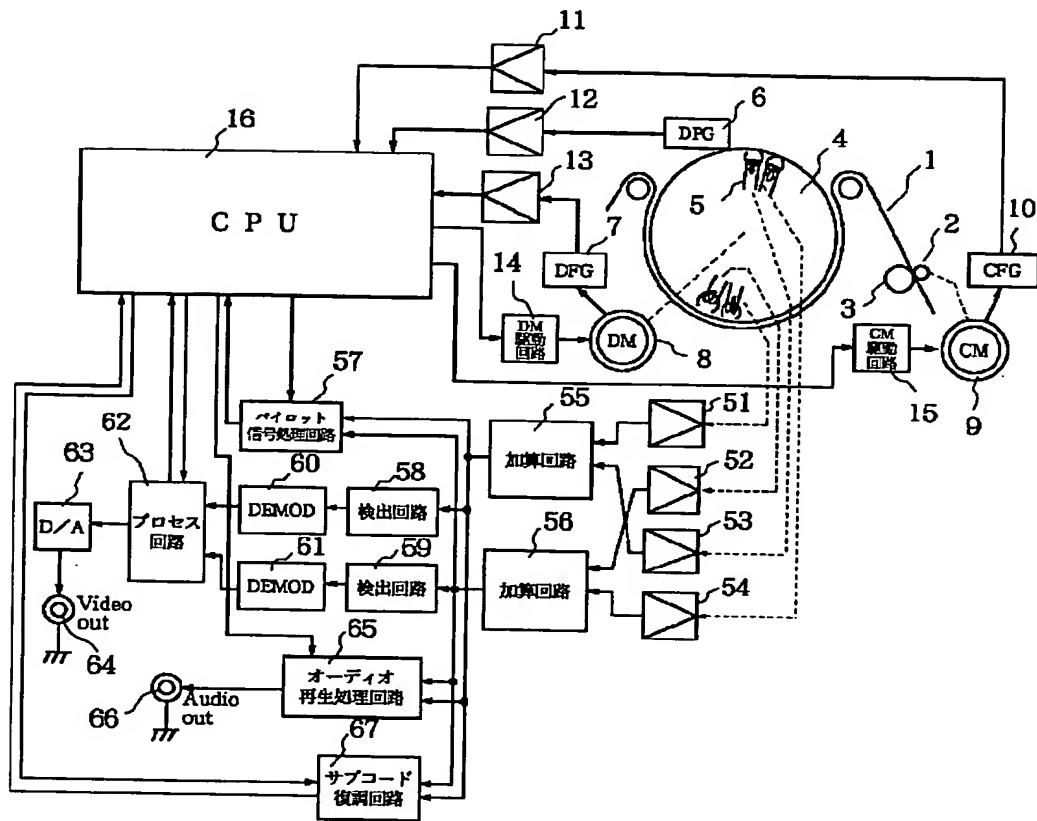 11
12
6
16
DPG
4
13
5
1
CPU
7
2
10
14
DFG
CFG
3
DM
駆動
回路
DM
8
CM
駆動
回路
CM
15
9
57
パイロット
信号処理回路
55
加算回路
51
62
60
58
52
63
D/A
プロセス
回路
DEMOD
検出回路
53
61
59
56
DEMOD
検出回路
加算回路
54
Video
out
64
65
オーディオ
再生処理回路
66
Audio
out
67
サブコード
復調回路